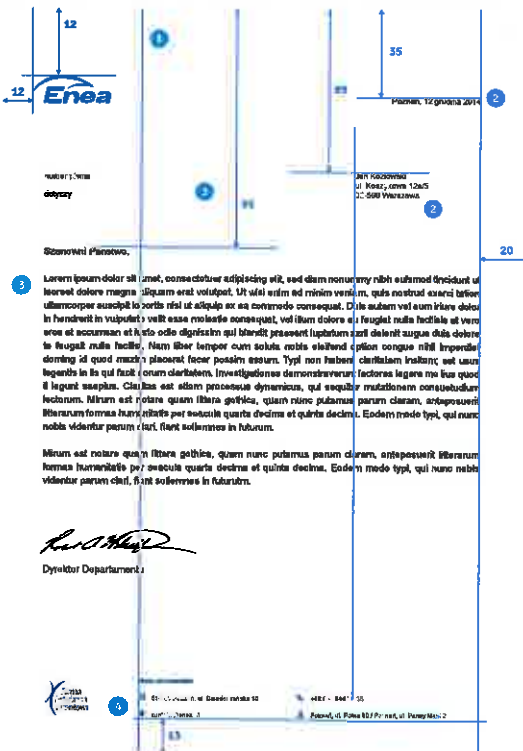 12
1
35
12
Enea
2
Poznań, 12 grudnia 2014
Jan Kozłowski
dotyczy
3
2
Szanowni Państwo,
20
3
Lorem ipsum dolor sit amet, consectetuer adipiscing elit, sed diam nonummy nibh euismod tincidunt ut
laoreet dolore magna aliquam erat volutpat. Ut wisi enim ad minim veniam, quis nostrud exerci tation
ullamcorper suscipit lobortis nisl ut aliquip ex ea commodo consequat. Duis autem vel eum iriure dolor
in hendrerit in vulputate velit esse molestie consequat, vel illum dolore eu feugiat nulla facilisis at vero
eros et accumsan et iusto odio dignissim qui blandit praesent luptatum zzril delenit augue duis dolore
te feugait nulla facilisi. Nam liber tempor cum soluta nobis eleifend option congue nihil imperdiet
doming id quod mazim placerat facer possim assum. Typi non habent claritatem insitam; est usus
legentis in iis qui facit eorum claritatem. Investigationes demonstraverunt lectores legere me lius quod
ii legunt saepius. Claritas est etiam processus dynamicus, qui sequitur mutationem consuetudium
lectorum. Mirum est notare quam littera gothica, quam nunc putamus parum claram, anteposuerit
litterarum formas humanitatis per seacula quarta decima et quinta decima. Eodem modo typi, qui nunc
nobis videntur parum clari, fiant sollemnes in futurum.
Mirum est notare quam littera gothica, quam nunc putamus parum claram, anteposuerit litterarum
formas humanitatis per seacula quarta decima et quinta decima. Eodem modo typi, qui nunc nobis
videntur parum clari, fiant sollemnes in futurum.
Dyrektor Departamentu
4